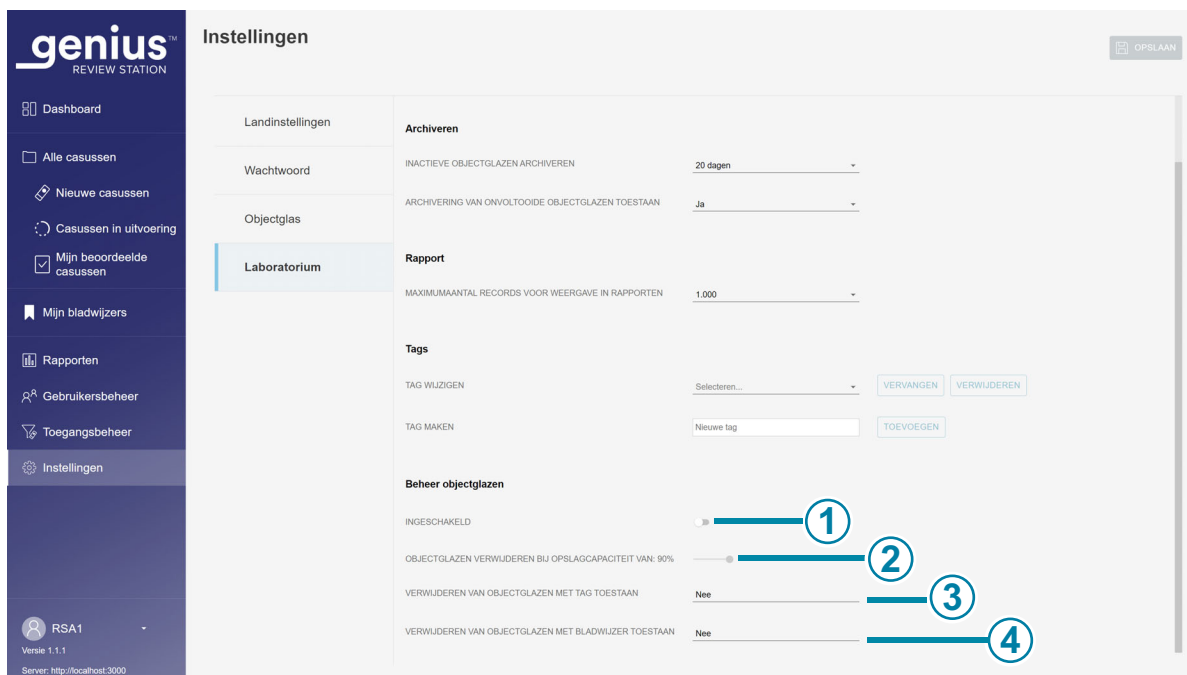 genius™
REVIEW STATION
Instellingen
OPSLAAN
Dashboard
Alle casussen
Nieuwe casussen
Casussen in uitvoering
Mijn beoordeelde
casussen
Mijn bladwijzers
Rapporten
Gebruikersbeheer
Toegangsbeheer
Instellingen
RSA1
Versie 1.1.1
Server: http://localhost:3000
Landinstellingen
Wachtwoord
Objectglas
Laboratorium
Archiveren
INACTIEVE OBJECTGLAZEN ARCHIVEREN 20 dagen
ARCHIVERING VAN ONVOLTOOIDE OBJECTGLAZEN TOESTAAN Ja
Rapport
MAXIMUMAANTAL RECORDS VOOR WEERGAVE IN RAPPORTEN 1.000
Tags
TAG WIJZIGEN Selecteren... VERVANGEN VERWIJDEREN
TAG MAKEN Nieuwe tag TOEVOEGEN
Beheer objectglazen
INGESCHAKELD 1
OBJECTGLAZEN VERWIJDEREN BIJ OPSLAGCAPACITEIT VAN: 90% 2
VERWIJDEREN VAN OBJECTGLAZEN MET TAG TOESTAAN Nee 3
VERWIJDEREN VAN OBJECTGLAZEN MET BLADWIJZER TOESTAAN Nee 4